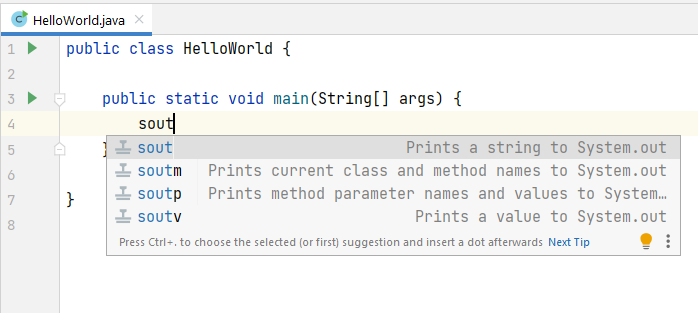 HelloWorld.java
1 public class HelloWorld {
2
3 public static void main(String[] args) {
4 sout
sout Prints a string to System.out
5 }
soutm Prints current class and method names to System.out
6
soutp Prints method parameter names and values to System…
7 }
soutv Prints a value to System.out
8
Press Ctrl+. to choose the selected (or first) suggestion and insert a dot afterwards Next Tip